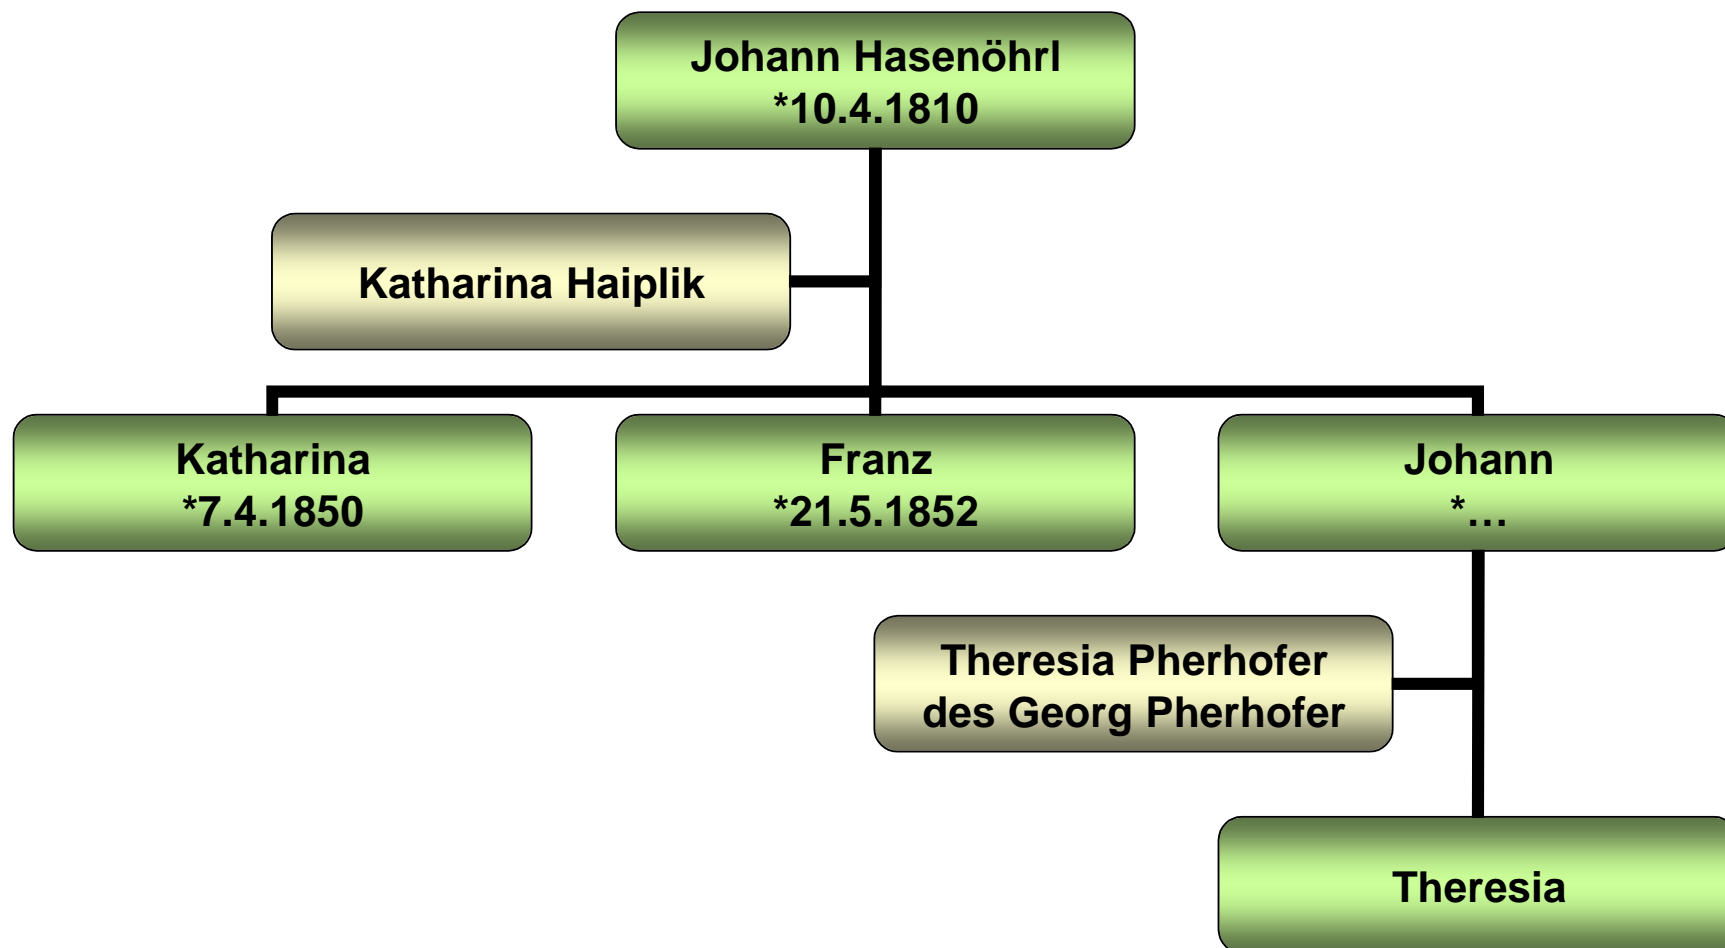 Johann Hasenöhrl
*10.4.1810
Katharina Haiplik
Katharina
*7.4.1850
Franz
*21.5.1852
Johann
*…
Theresia Pherhofer
des Georg Pherhofer
Theresia